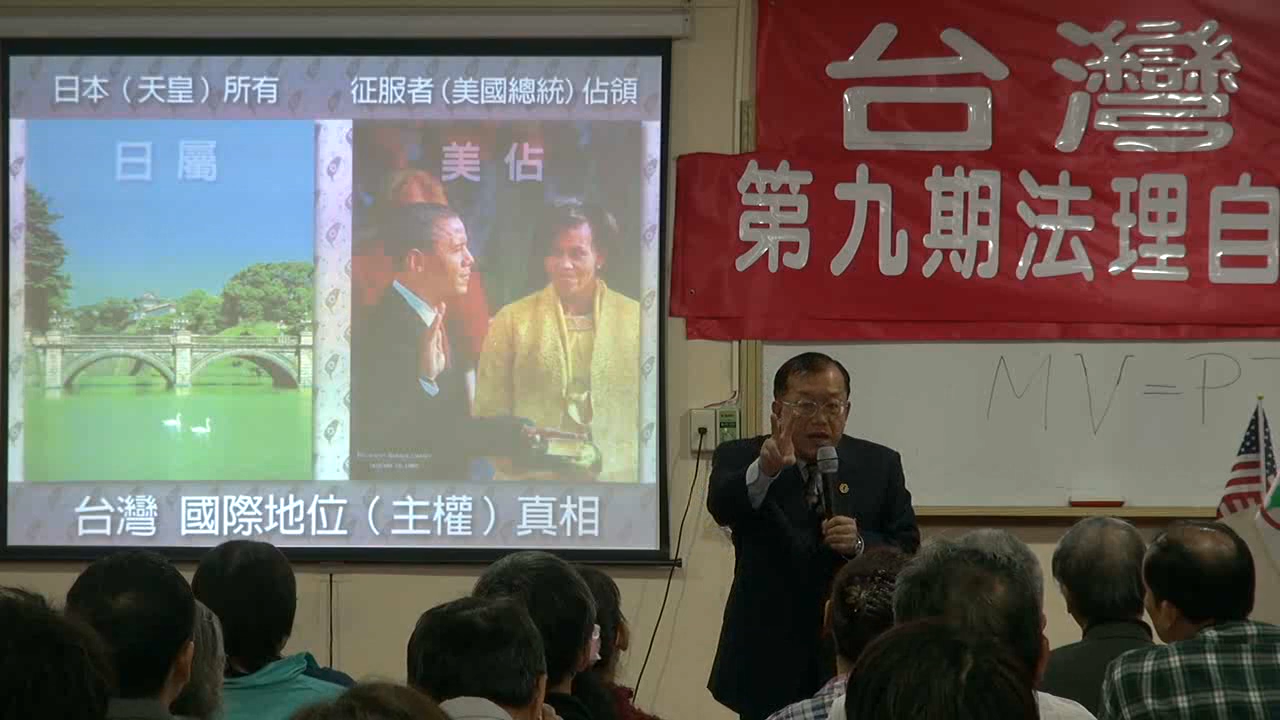 日本（天皇）所有
征服者（美國總統）佔領
日屬
美佔
台灣 國際地位（主權）真相
台灣
第九期法理自
MV=P